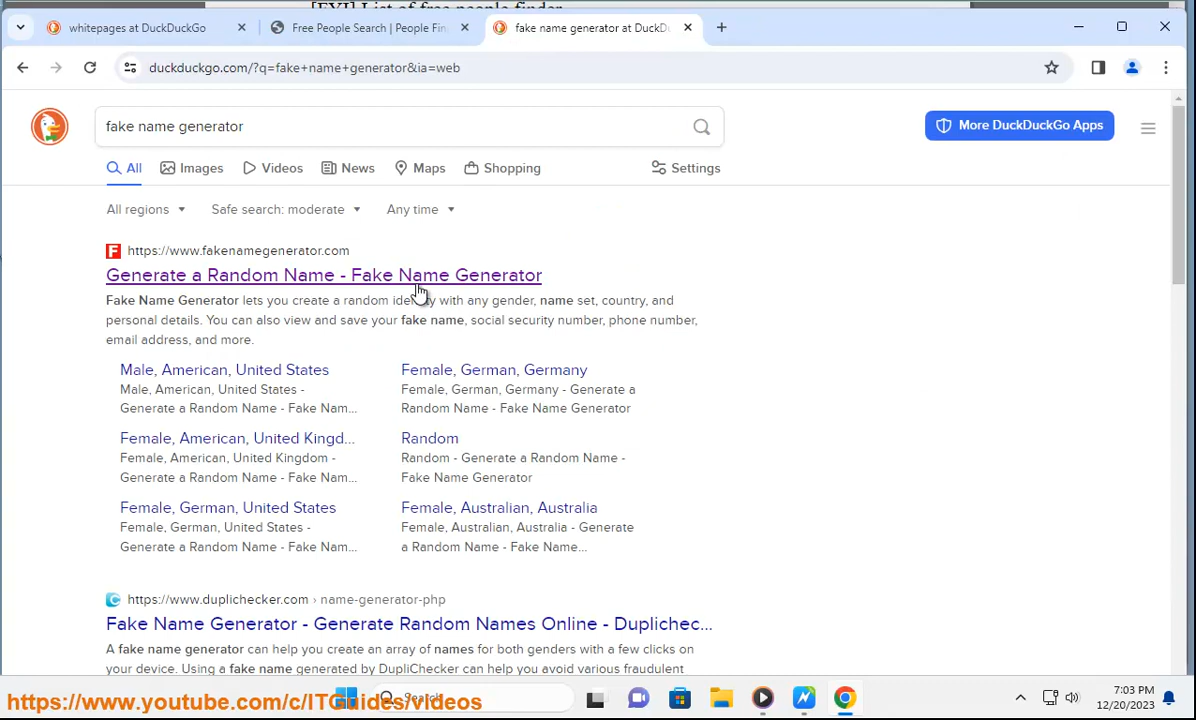 [FYI] List of free people finder
whitepages at DuckDuckGo
Free People Search | People Fin
fake name generator at DuckDu
duckduckgo.com/?q=fake+name+generator&ia=web
fake name generator
More DuckDuckGo Apps
All Images Videos News Maps Shopping Settings
All regions Safe search: moderate Any time
https://www.fakenamegenerator.com
Generate a Random Name - Fake Name Generator
Fake Name Generator lets you create a random identity with any gender, name set, country, and
personal details. You can also view and save your fake name, social security number, phone number,
email address, and more.
Male, American, United States
Male, American, United States -
Generate a Random Name - Fake Nam...
Female, German, Germany
Female, German, Germany - Generate a
Random Name - Fake Name Generator
Female, American, United Kingd...
Female, American, United Kingdom -
Generate a Random Name - Fake Nam...
Random
Random - Generate a Random Name -
Fake Name Generator
Female, German, United States
Female, German, United States -
Generate a Random Name - Fake Nam...
Female, Australian, Australia
Female, Australian, Australia - Generate
a Random Name - Fake Name...
https://www.duplichecker.com › name-generator-php
Fake Name Generator - Generate Random Names Online - Duplichec...
A fake name generator can help you create an array of names for both genders with a few clicks on
your device. Using a fake name generated by DupliChecker can help you avoid various fraudulent
https://www.youtube.com/c/ITGuides/videos
Search
7:03 PM
12/20/2023